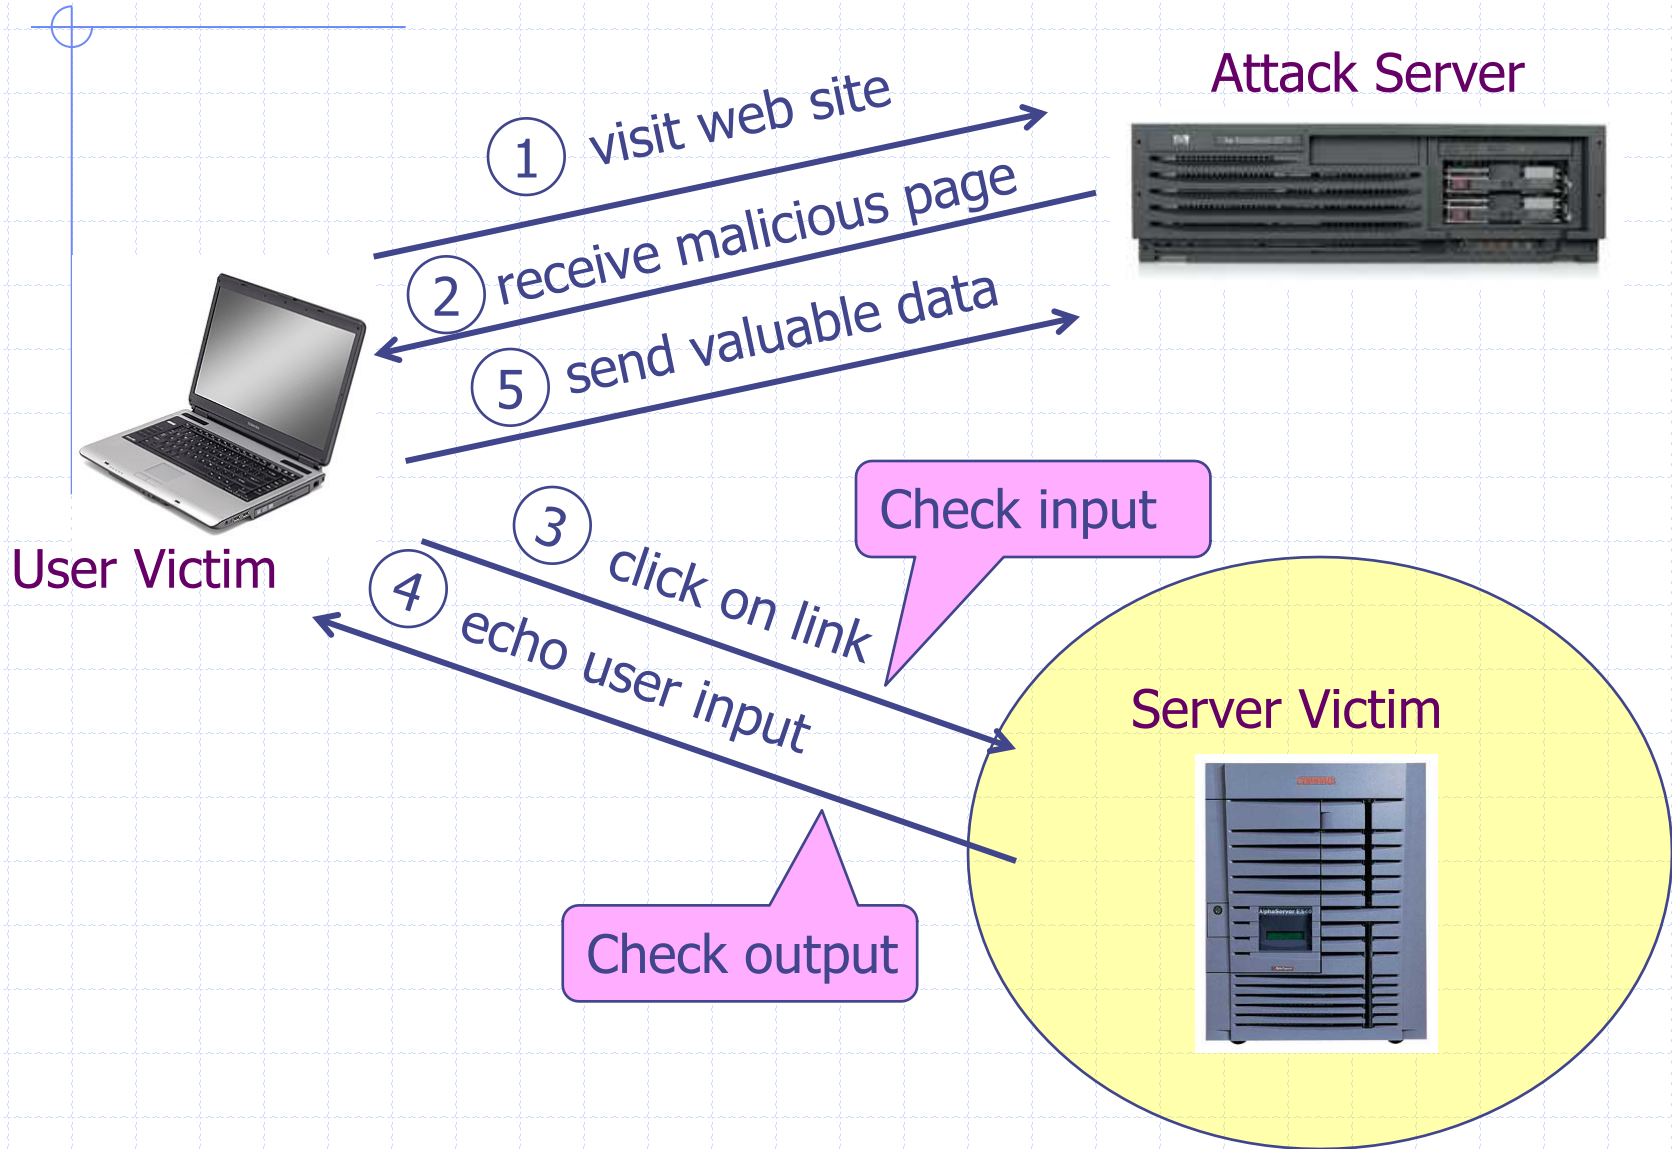 Attack Server
1 visit web site
2 receive malicious page
5 send valuable data
User Victim
3 click on link
Check input
4 echo user input
Server Victim
Check output